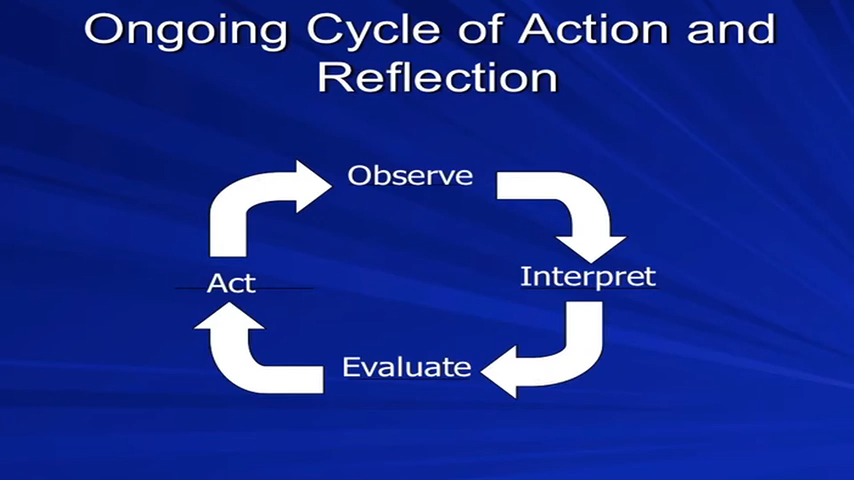 Ongoing Cycle of Action and
Reflection
Observe
Interpret
Evaluate
Act